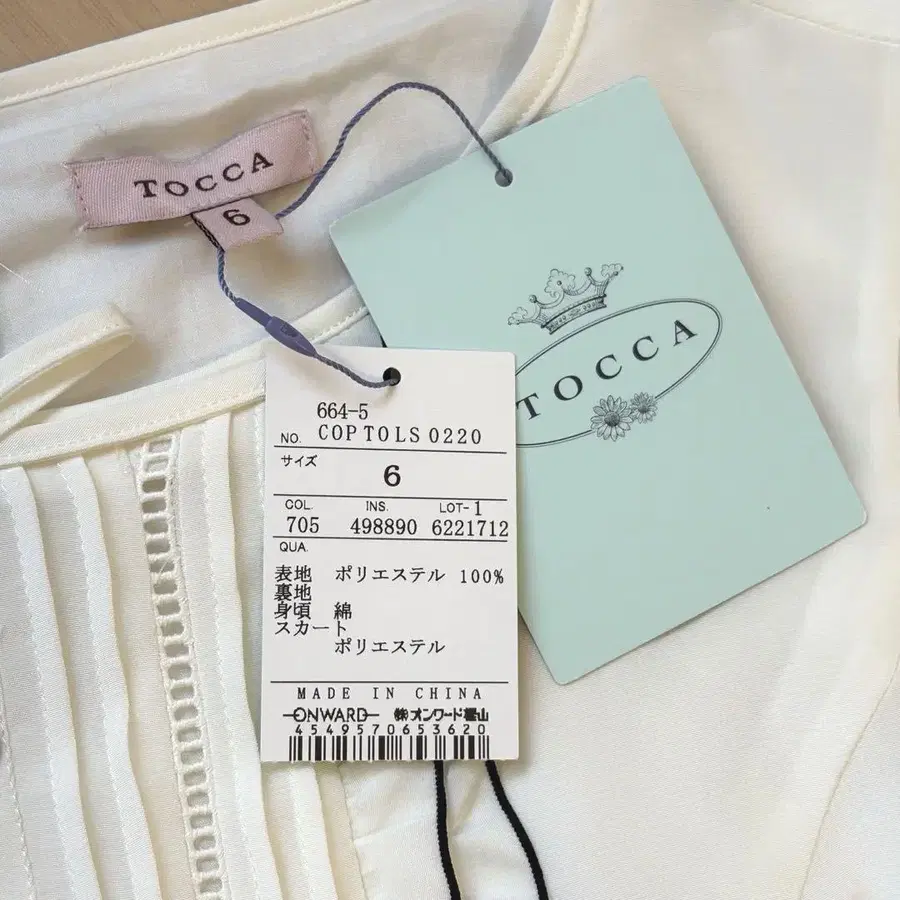 TOCCA
6
TOCCA
664-5
NO. COPTOLS 0220
サイズ
6
COL. INS. LOT-1
705 498890 6221712
QUA.
表地 ポリエステル 100%
裏地
身頃 綿
スカート
ポリエステル
MADE IN CHINA
ONWARD ㈱オンワード樫山
4549570653620